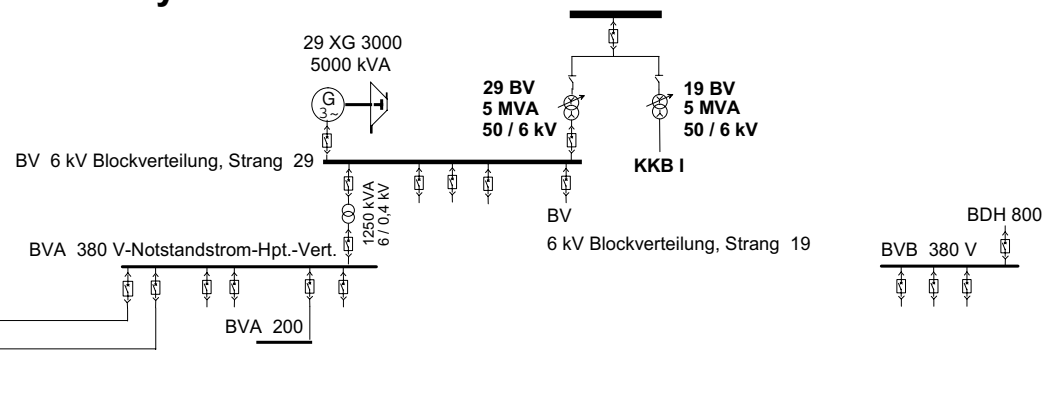 29 XG 3000
5000 kVA
G
3~
29 BV
5 MVA
50 / 6 kV
19 BV
5 MVA
50 / 6 kV
KKB I
BV 6 kV Blockverteilung, Strang 29
1250 kVA
6 / 0,4 kV
BV
6 kV Blockverteilung, Strang 19
BVA 380 V-Notstandstrom-Hpt.-Vert.
BVA 200
BDH 800
BVB 380 V